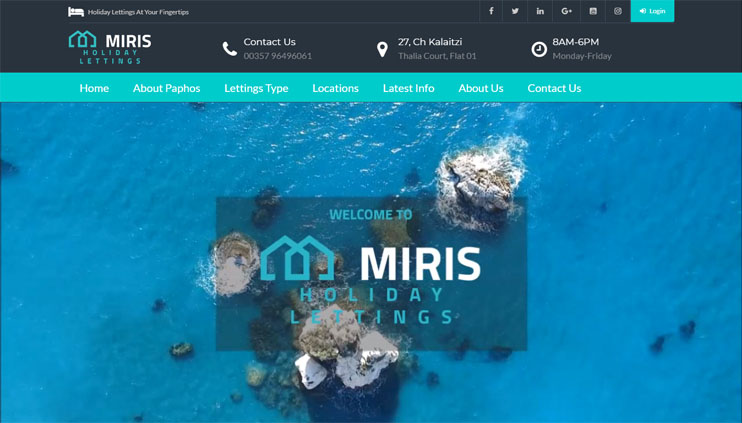 Holiday Lettings At Your Fingertips
Login
MIRIS
HOLIDAY
LETTINGS
Contact Us
00357 96496061
27, Ch Kalaitzi
Thalia Court, Flat 01
8AM-6PM
Monday-Friday
Home About Paphos Lettings Type Locations Latest Info About Us Contact Us
WELCOME TO
MIRIS
HOLIDAY
LETTINGS